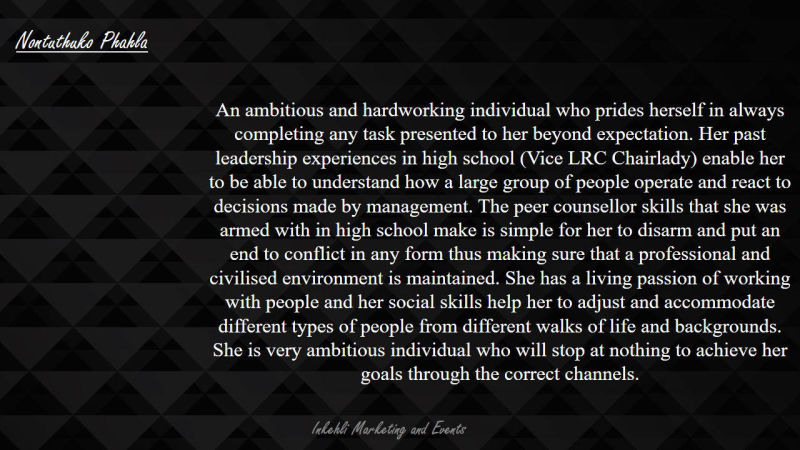 Nontuthuko Phahla
An ambitious and hardworking individual who prides herself in always
completing any task presented to her beyond expectation. Her past
leadership experiences in high school (Vice LRC Chairlady) enable her
to be able to understand how a large group of people operate and react to
decisions made by management. The peer counsellor skills that she was
armed with in high school make is simple for her to disarm and put an
end to conflict in any form thus making sure that a professional and
civilised environment is maintained. She has a living passion of working
with people and her social skills help her to adjust and accommodate
different types of people from different walks of life and backgrounds.
She is very ambitious individual who will stop at nothing to achieve her
goals through the correct channels.
Inkehli Marketing and Events